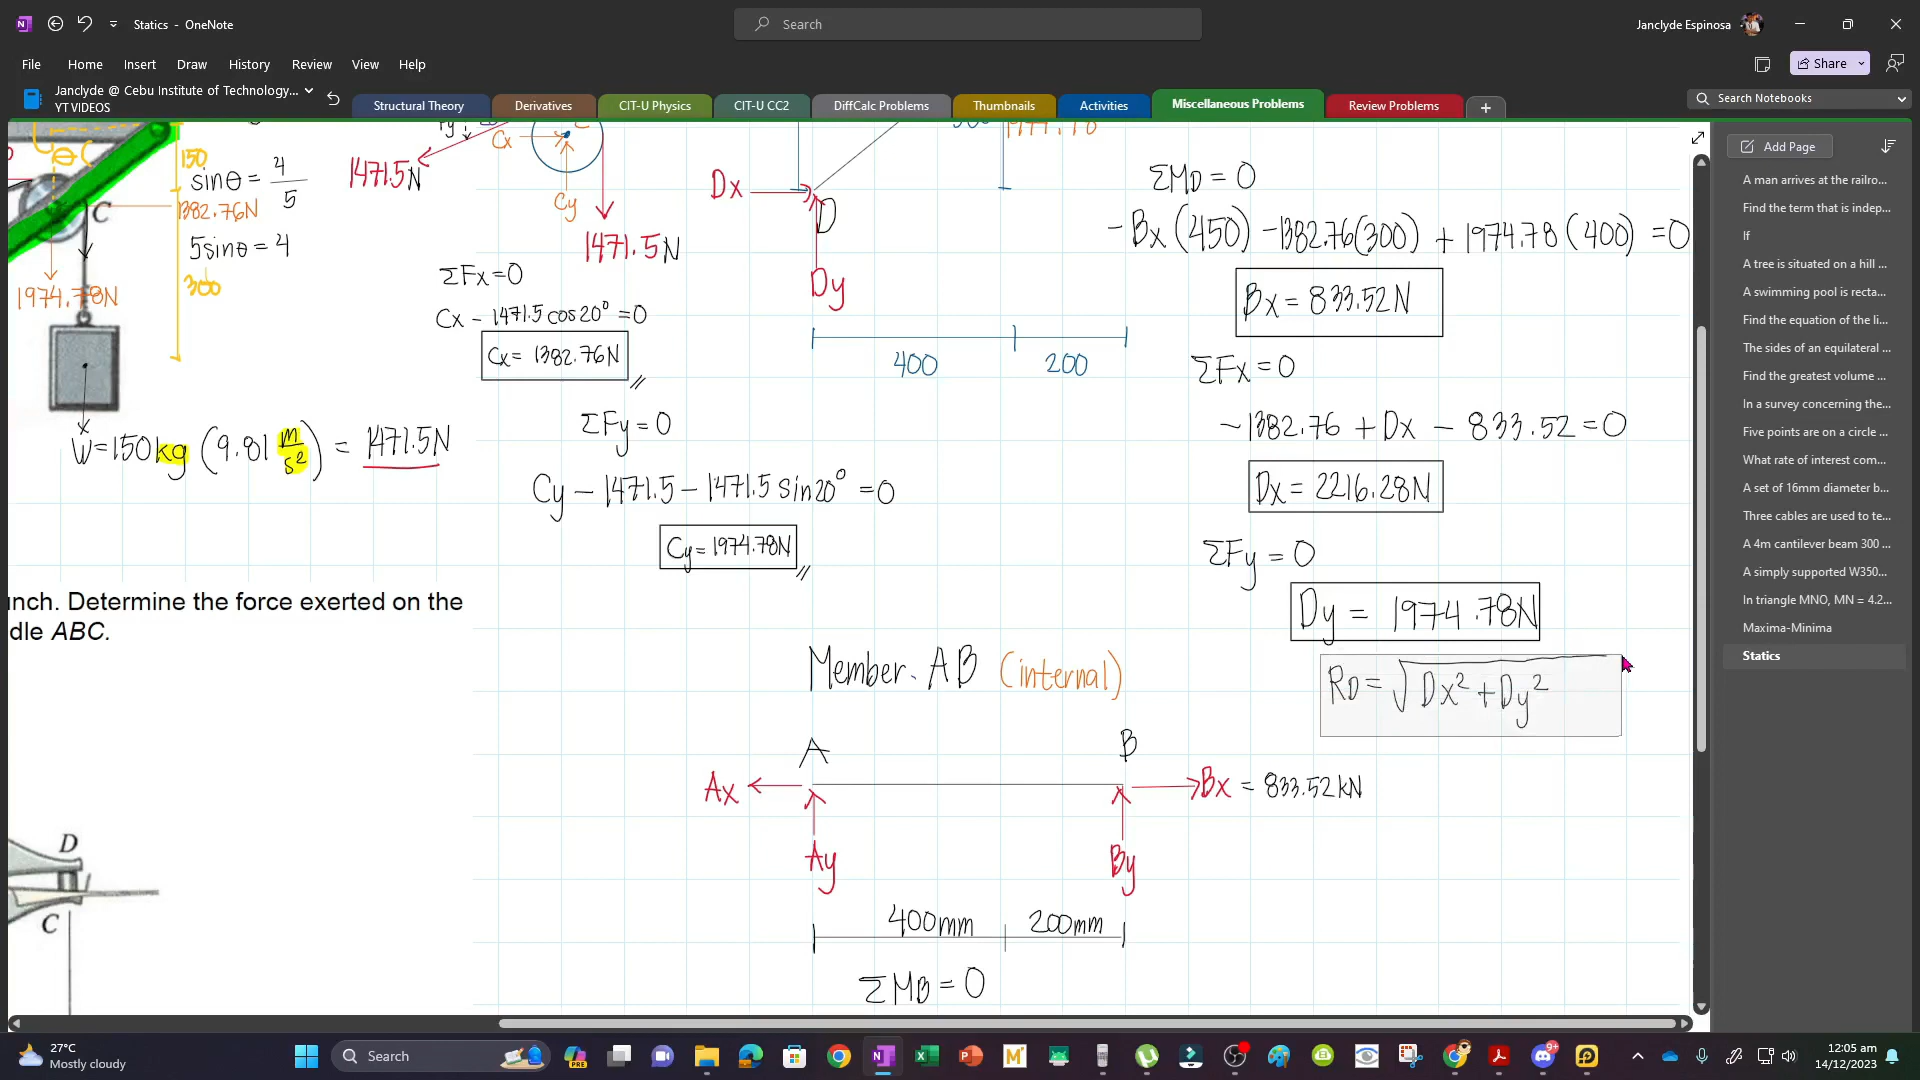 Statics - OneNote
Search
Janclyde Espinosa
File Home Insert Draw History Review View Help
Share
Janclyde @ Cebu Institute of Technology...
YT VIDEOS
Structural Theory Derivatives CIT-U Physics CIT-U CC2 DiffCalc Problems Thumbnails Activities Miscellaneous Problems Review Problems +
Search Notebooks
Add Page
A man arrives at the railro...
Find the term that is indep...
If
A tree is situated on a hill ...
A swimming pool is recta...
Find the equation of the li...
The sides of an equilateral ...
Find the greatest volume ...
In a survey concerning the...
Five points are on a circle ...
What rate of interest com...
A set of 16mm diameter b...
Three cables are used to te...
A 4m cantilever beam 300 ...
A simply supported W350...
In triangle MNO, MN = 4.2...
Maxima-Minima
Statics
θ
150
sinθ = 4/5
1382.76N
C
5sinθ = 4
300
1974.78N
W=150kg (9.81 m/s²) = 1471.5N
unch. Determine the force exerted on the
dle ABC.
D
C
1471.5N
Cx
Cy
1471.5N
ΣFx=0
Cx - 1471.5 cos20° =0
Cx= 1382.76N
ΣFy=0
Cy - 1471.5 - 1471.5 sin20° =0
Cy=1974.78N
Dx
D
Dy
400 200
ΣMD = 0
- Bx (450) - 1382.76(300) + 1974.78 (400) =0
Bx = 833.52N
ΣFx=0
-1382.76 + Dx - 833.52=0
Dx = 2216.28N
ΣFy = 0
Dy = 1974.78N
RD= √Dx² + Dy²
Member AB (internal)
A B
Ax Bx = 833.52kN
Ay By
400mm 200mm
ΣMB = 0
27°C
Mostly cloudy
Search
12:05 am
14/12/2023